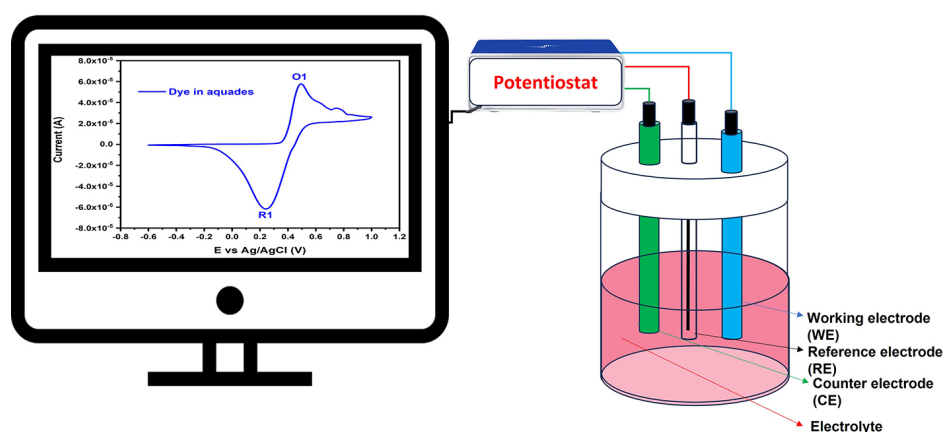 8.0x10⁻⁵
6.0x10⁻⁵
4.0x10⁻⁵
2.0x10⁻⁵
0.0
-2.0x10⁻⁵
-4.0x10⁻⁵
-6.0x10⁻⁵
-8.0x10⁻⁵
Current (A)
Dye in aquades
O1
R1
-0.8 -0.6 -0.4 -0.2 0.0 0.2 0.4 0.6 0.8 1.0 1.2
E vs Ag/AgCl (V)
Potentiostat
Working electrode
(WE)
Reference electrode
(RE)
Counter electrode
(CE)
Electrolyte